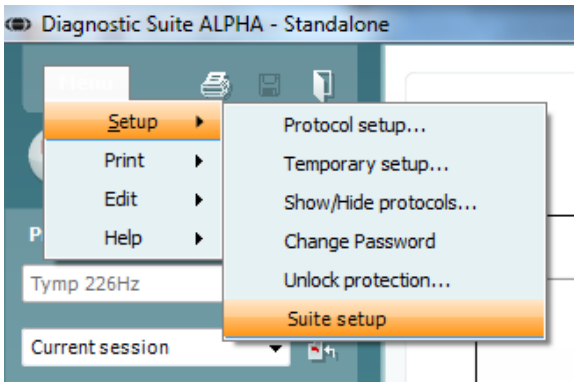 Diagnostic Suite ALPHA - Standalone
Menu
Setup
Protocol setup...
Print
Temporary setup...
Edit
Show/Hide protocols...
Help
Change Password
P
Unlock protection...
Tymp 226Hz
Suite setup
Current session